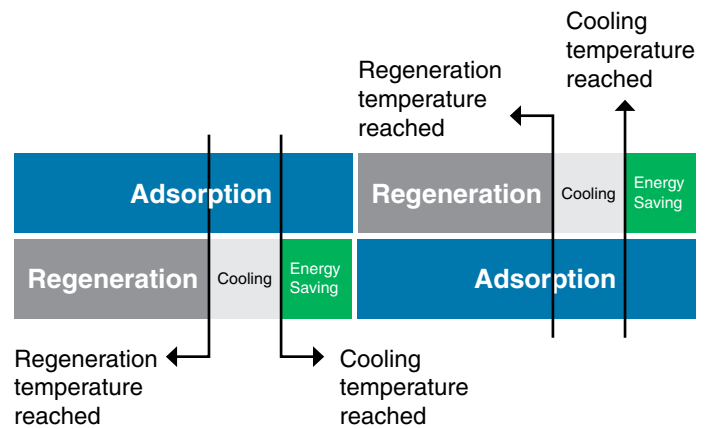 Cooling
temperature
reached
Regeneration
temperature
reached
Adsorption
Regeneration
Cooling
Energy
Saving
Regeneration
Cooling
Energy
Saving
Adsorption
Regeneration
temperature
reached
Cooling
temperature
reached